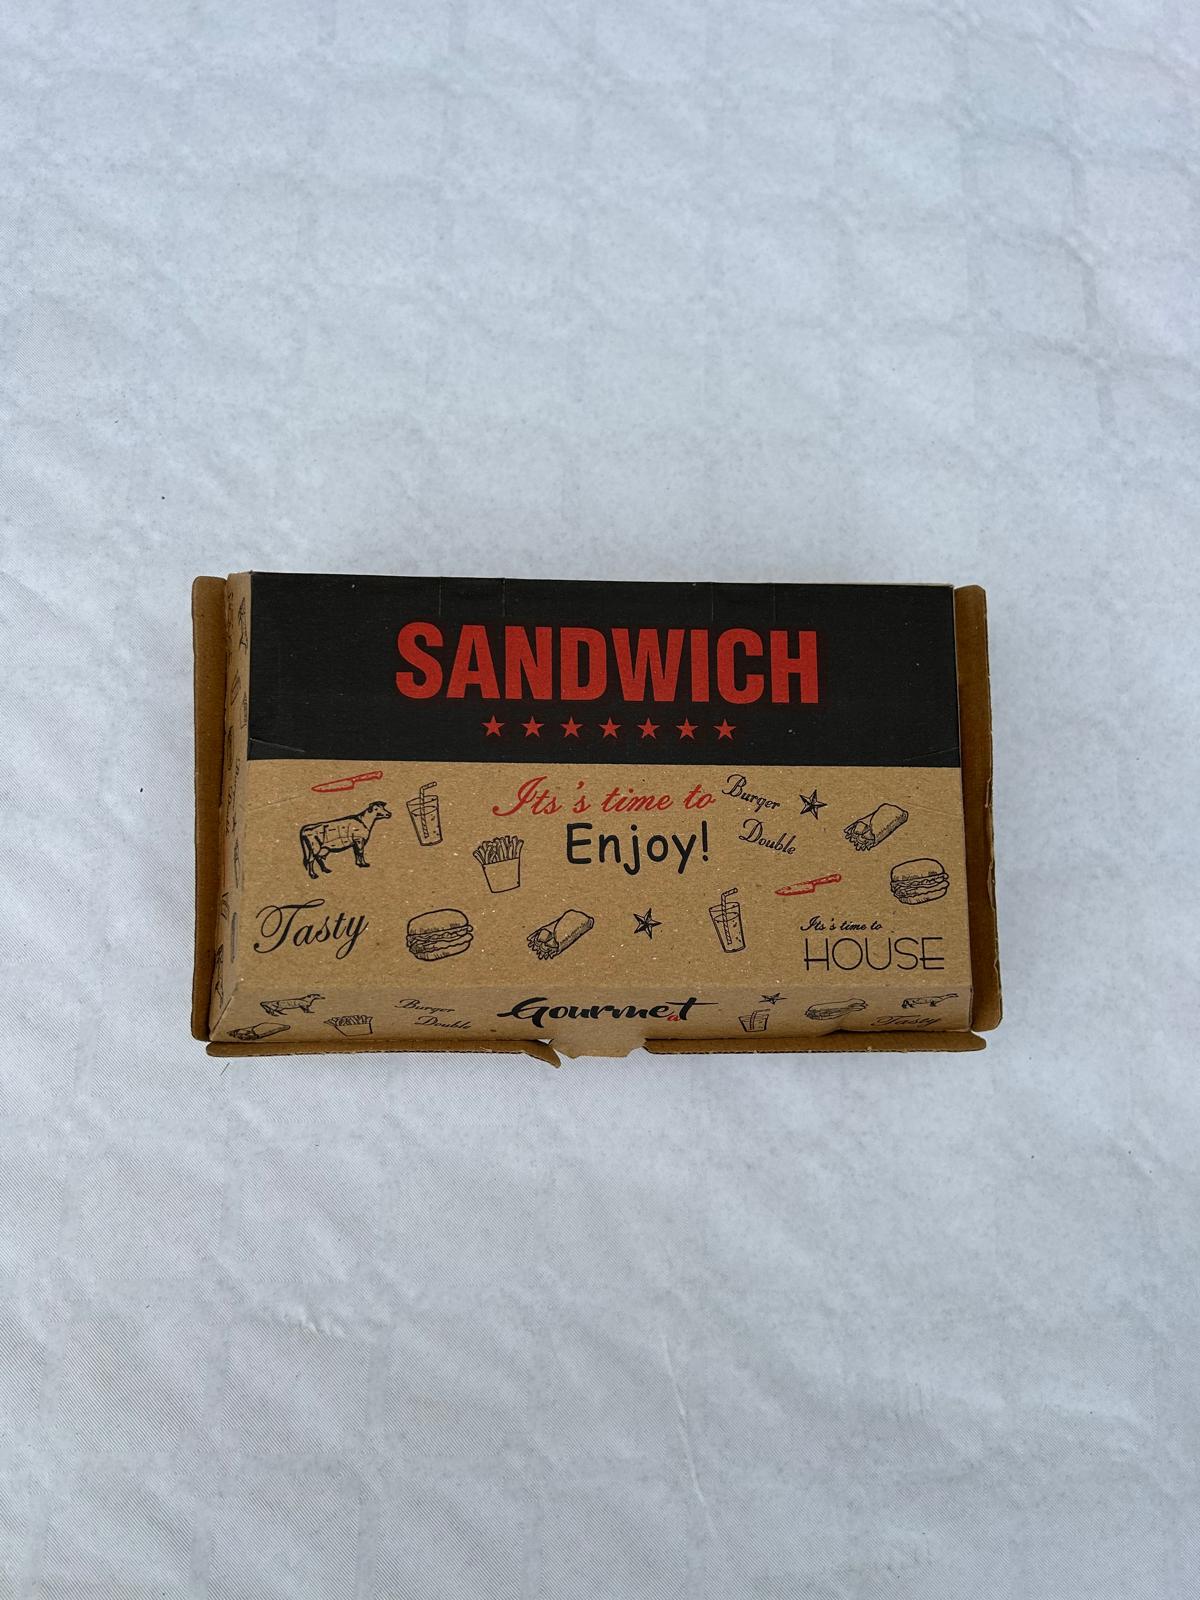 SANDWICH
Its's time to
Enjoy!
Burger
Double
Tasty
Its's time to
HOUSE
Burger
Double
Gourmet
Tasty